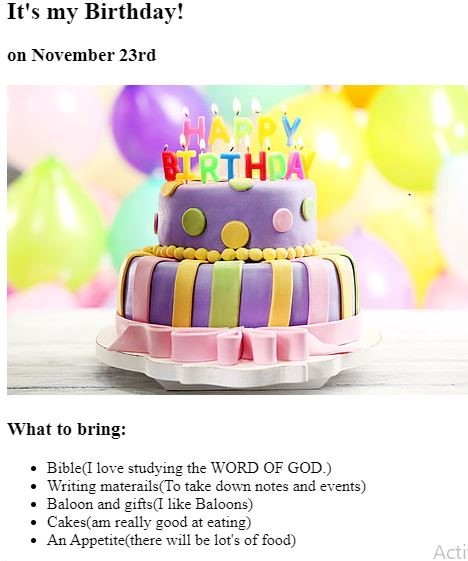 It's my Birthday!
on November 23rd
HAPPY
BIRTHDAY
What to bring:
Bible(I love studying the WORD OF GOD.)
Writing materails(To take down notes and events)
Baloon and gifts(I like Baloons)
Cakes(am really good at eating)
An Appetite(there will be lot's of food)
Acti